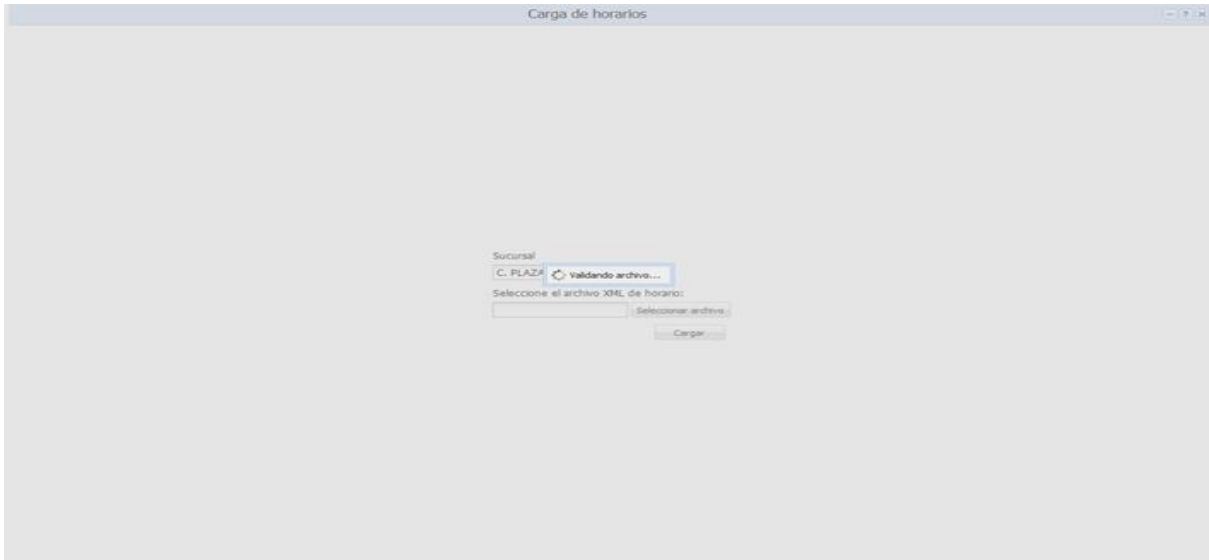 Carga de horarios
Sucursal
C. PLAZA
Validando archivo...
Seleccione el archivo XML de horario:
Seleccionar archivo
Cargar